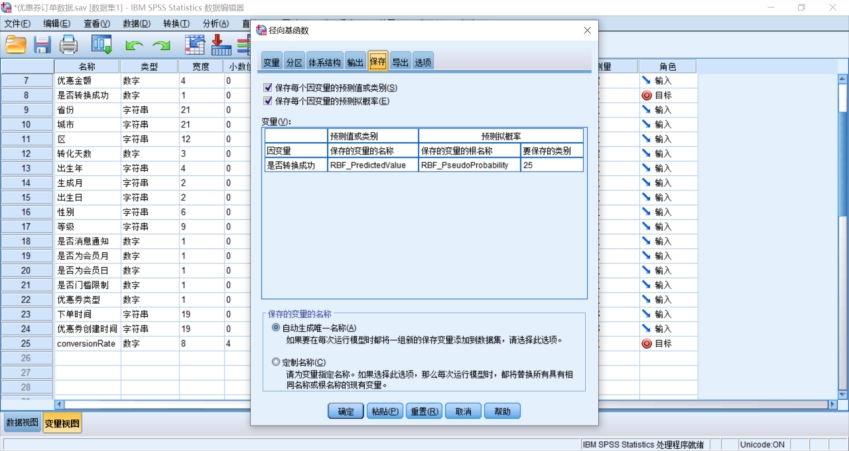 *优惠劵订单数据.sav [数据集1] - IBM SPSS Statistics 数据编辑器
文件(F) 编辑(E) 查看(V) 数据(D) 转换(T) 分析(A)
名称 类型 宽度 角色
7 优惠金额 数字 4 0 输入
8 是否转换成功 数字 1 0 目标
9 省份 字符串 21 0 输入
10 城市 字符串 21 0 输入
11 区 字符串 12 0 输入
12 转化天数 数字 3 0 输入
13 出生年 字符串 4 0 输入
14 生成月 字符串 2 0 输入
15 出生日 字符串 2 0 输入
16 性别 字符串 6 0 输入
17 等级 字符串 9 0 输入
18 是否消息通知 数字 1 0 输入
19 是否为会员月 数字 1 0 输入
20 是否为会员日 数字 1 0 输入
21 是否门槛限制 数字 1 0 输入
22 优惠劵类型 数字 1 0 输入
23 下单时间 字符串 19 0 输入
24 优惠劵创建时间 字符串 19 0 输入
25 conversionRate 数字 8 4 目标
26
27
28
径向基函数
变量 分区 体系结构 输出 保存 导出 选项
保存每个因变量的预测值或类别(S)
保存每个因变量的预测拟概率(E)
变量(V):
预测值或类别 预测拟概率
因变量 保存的变量的名称 保存的变量的根名称 要保存的类别
是否转换成功 RBF_PredictedValue RBF_PseudoProbability 25
保存的变量的名称
自动生成唯一名称(A)
如果要在每次运行模型时都将一组新的保存变量添加到数据集，请选择此选项。
定制名称(C)
请为变量指定名称。如果选择此选项，那么每次运行模型时，都将替换所有具有相
同名称或根名称的现有变量。
确定 粘贴(P) 重置(R) 取消 帮助
数据视图 变量视图
IBM SPSS Statistics 处理程序就绪 Unicode:ON